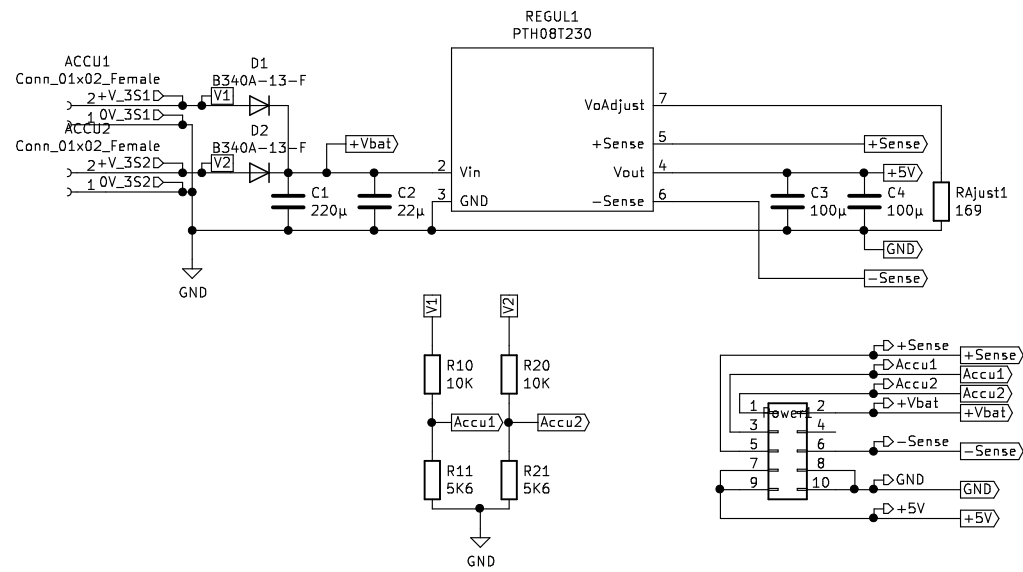 REGUL1
PTH08T230
ACCU1
Conn_01x02_Female
D1
B340A-13-F
2 +V_3S1 V1
1 0V_3S1
ACCU2
Conn_01x02_Female
D2
B340A-13-F
2 +V_3S2 V2
1 0V_3S2
+Vbat
2 Vin
3 GND
VoAdjust 7
+Sense 5 +Sense
Vout 4 +5V
-Sense 6
C1
220µ
C2
22µ
C3
100µ
C4
100µ
RAjust1
169
GND
GND
-Sense
V1 V2
R10
10K
R20
10K
Accu1 Accu2
R11
5K6
R21
5K6
GND
+Sense +Sense
Accu1 Accu1
Accu2 Accu2
+Vbat +Vbat
Power1
1 2
3 4
5 6
7 8
9 10
-Sense -Sense
GND GND
+5V +5V